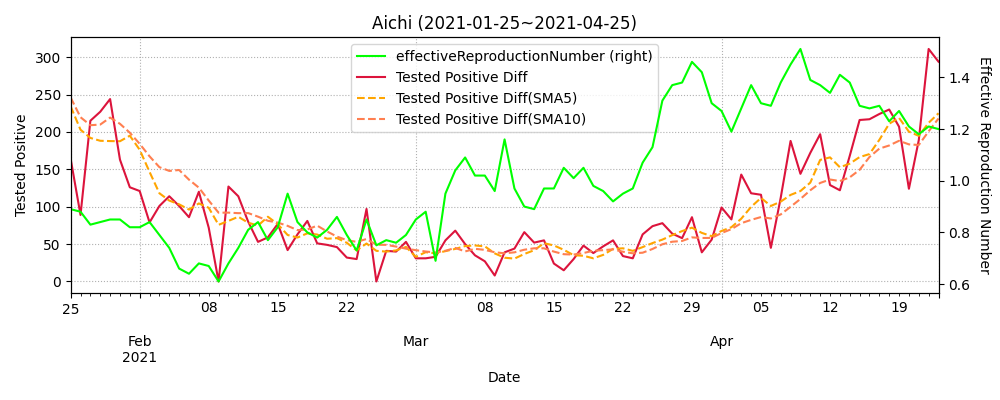 Aichi (2021-01-25~2021-04-25)
effectiveReproductionNumber (right)
Tested Positive Diff
Tested Positive Diff(SMA5)
Tested Positive Diff(SMA10)
Tested Positive
300
250
200
150
100
50
0
1.4
1.2
1.0
0.8
0.6
Effective Reproduction Number
25 08 15 22 08 15 22 29 05 12 19
Feb Mar Apr
2021
Date